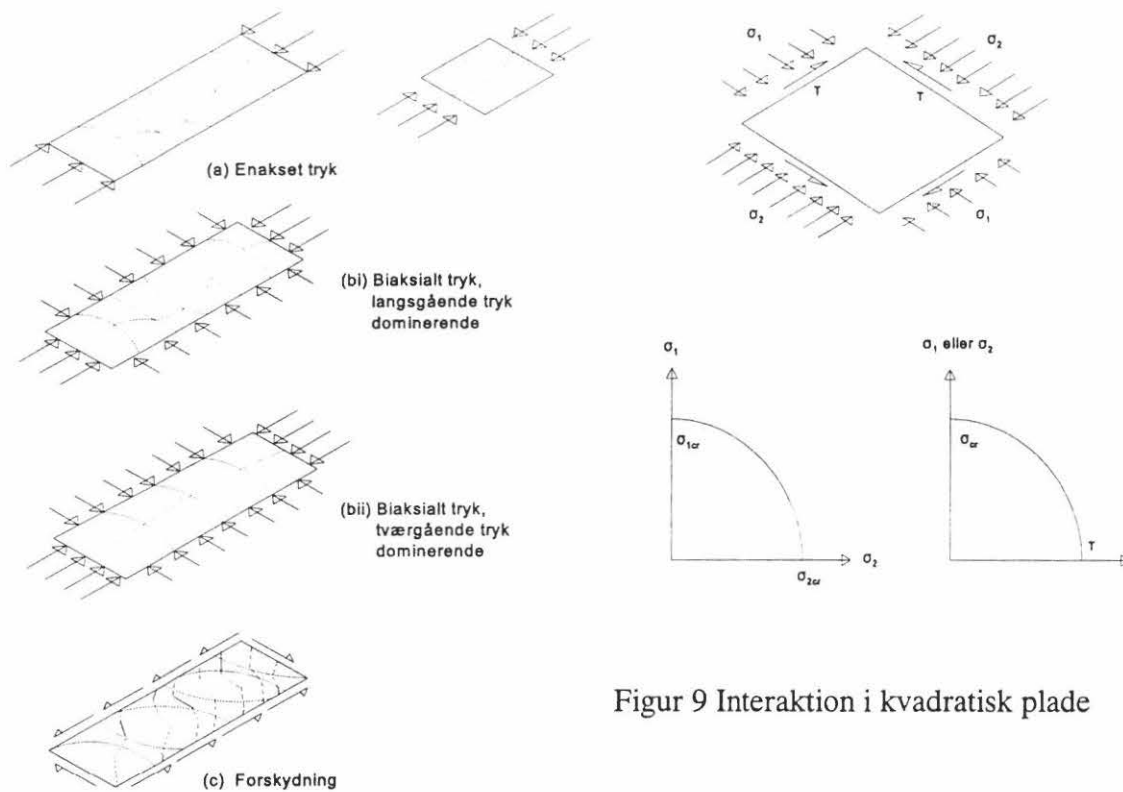 (a) Enakset tryk
(bi) Biaksialt tryk,
langsgående tryk
dominerende
(bii) Biaksialt tryk,
tværgående tryk
dominerende
(c) Forskydning
σ1
σ2
T
T
σ2
σ1
σ1
σ1cr
σ2
σ2cr
σ1 eller σ2
σcr
T
Figur 9 Interaktion i kvadratisk plade